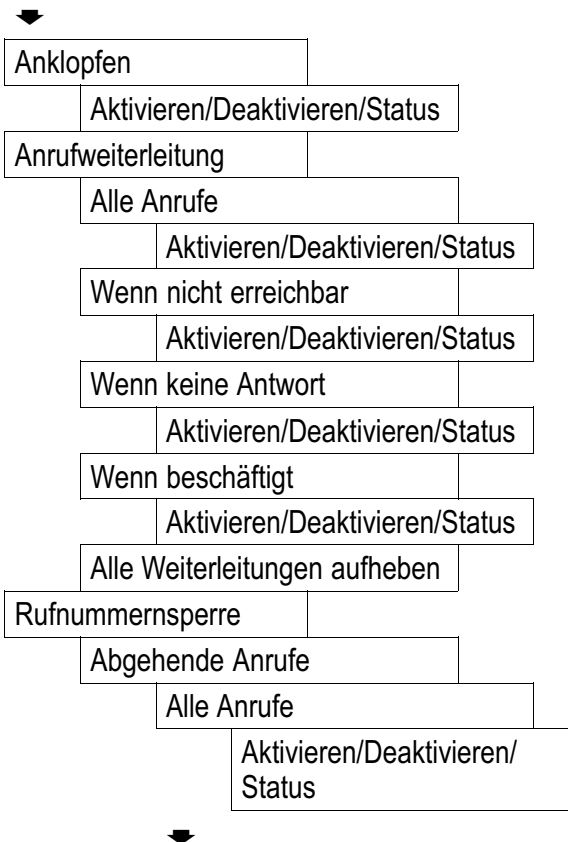 Anklopfen
Aktivieren/Deaktivieren/Status
Anrufweiterleitung
Alle Anrufe
Aktivieren/Deaktivieren/Status
Wenn nicht erreichbar
Aktivieren/Deaktivieren/Status
Wenn keine Antwort
Aktivieren/Deaktivieren/Status
Wenn beschäftigt
Aktivieren/Deaktivieren/Status
Alle Weiterleitungen aufheben
Rufnummernsperre
Abgehende Anrufe
Alle Anrufe
Aktivieren/Deaktivieren/
Status